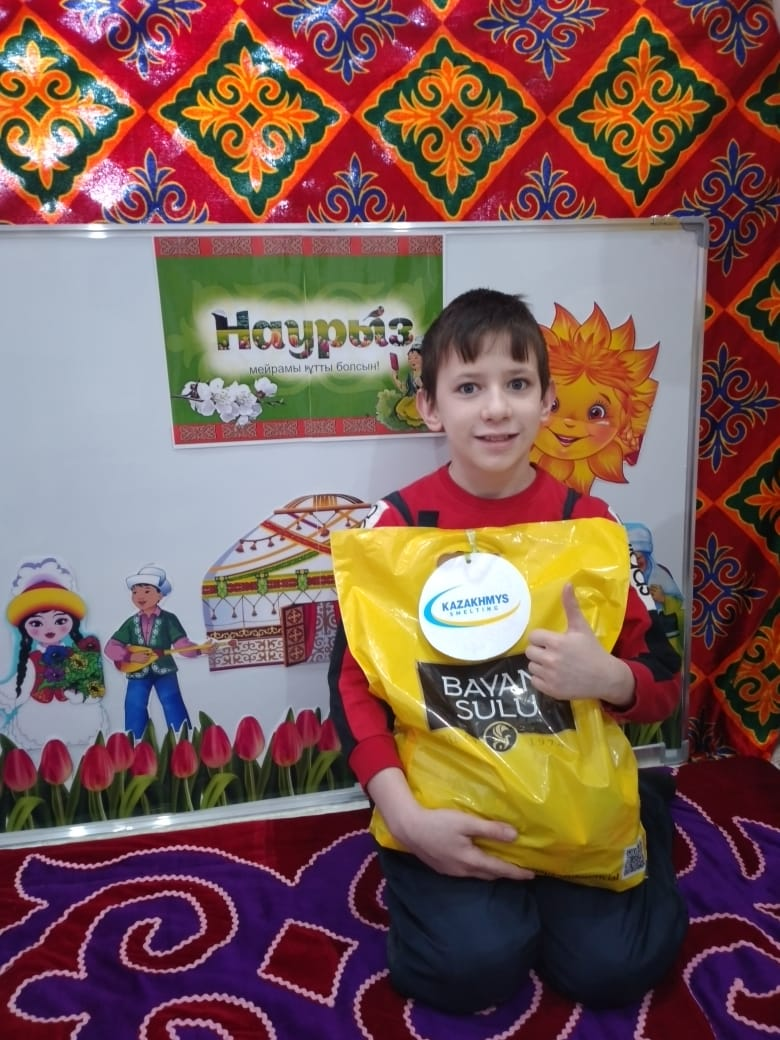 Наурыз
мейрамы құтты болсын!
KAZAKHMYS
SMELTING
BAYAN
SULU